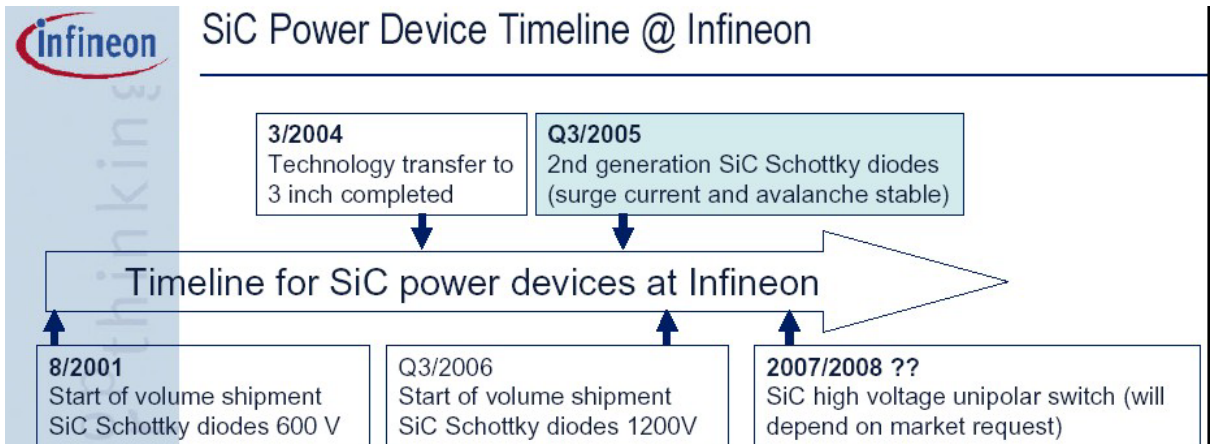 infineon
SiC Power Device Timeline @ Infineon
thinking
3/2004
Technology transfer to
3 inch completed
Q3/2005
2nd generation SiC Schottky diodes
(surge current and avalanche stable)
Timeline for SiC power devices at Infineon
8/2001
Start of volume shipment
SiC Schottky diodes 600 V
Q3/2006
Start of volume shipment
SiC Schottky diodes 1200V
2007/2008 ??
SiC high voltage unipolar switch (will
depend on market request)